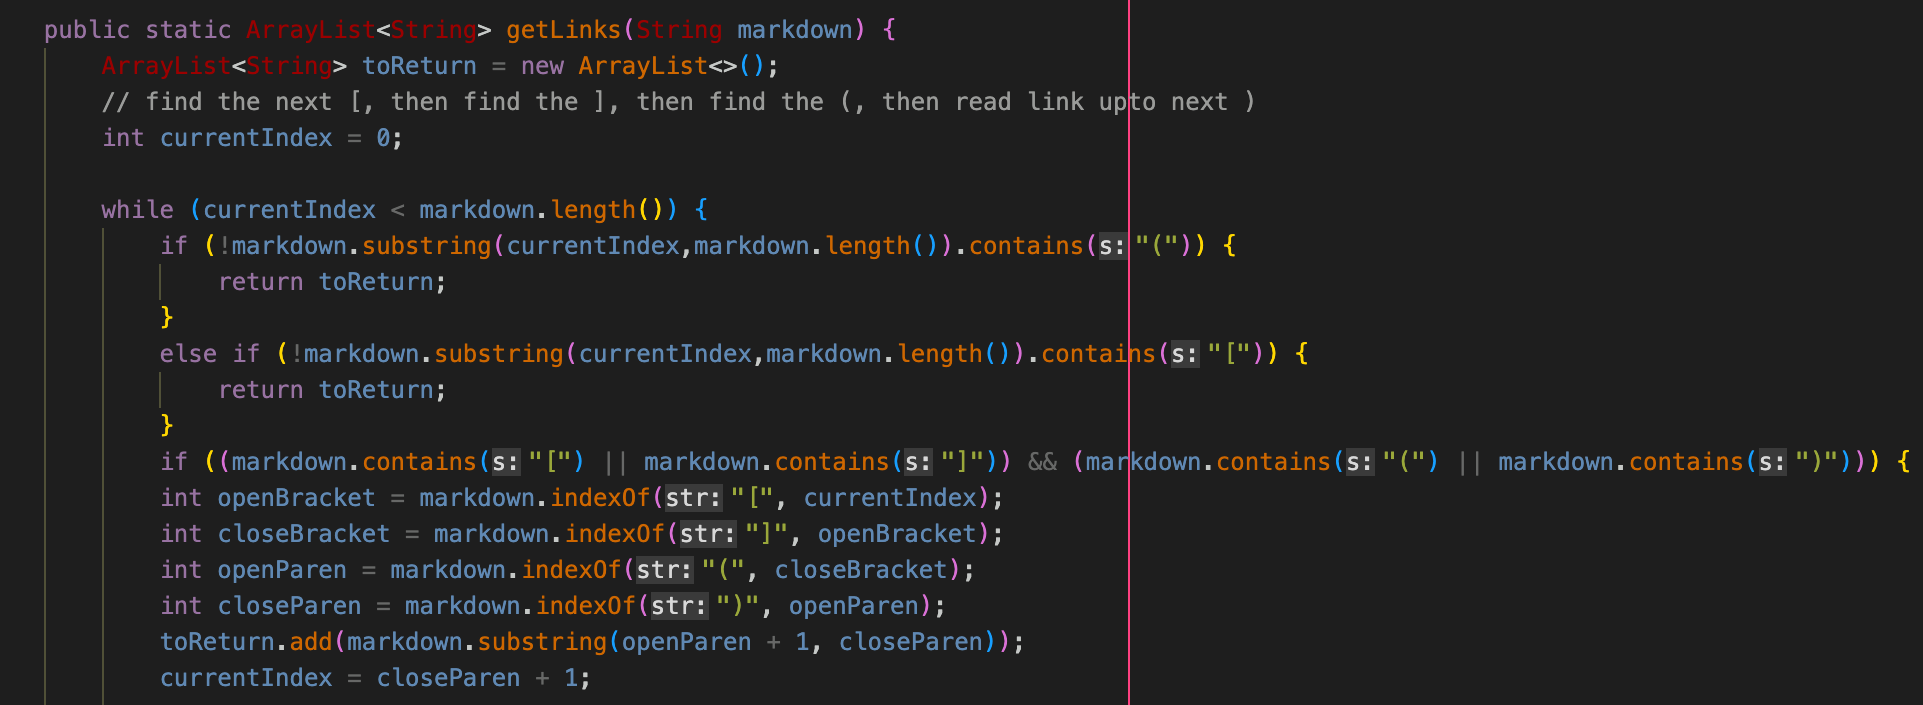 public static ArrayList<String> getLinks(String markdown) {
    ArrayList<String> toReturn = new ArrayList<>();
    // find the next [, then find the ], then find the (, then read link upto next )
    int currentIndex = 0;

    while (currentIndex < markdown.length()) {
        if (!markdown.substring(currentIndex,markdown.length()).contains(s: "(")) {
            return toReturn;
        }
        else if (!markdown.substring(currentIndex,markdown.length()).contains(s: "[")) {
            return toReturn;
        }
        if ((markdown.contains(s: "[") || markdown.contains(s: "]")) && (markdown.contains(s: "(") || markdown.contains(s: ")"))) {
        int openBracket = markdown.indexOf(str: "[", currentIndex);
        int closeBracket = markdown.indexOf(str: "]", openBracket);
        int openParen = markdown.indexOf(str: "(", closeBracket);
        int closeParen = markdown.indexOf(str: ")", openParen);
        toReturn.add(markdown.substring(openParen + 1, closeParen));
        currentIndex = closeParen + 1;